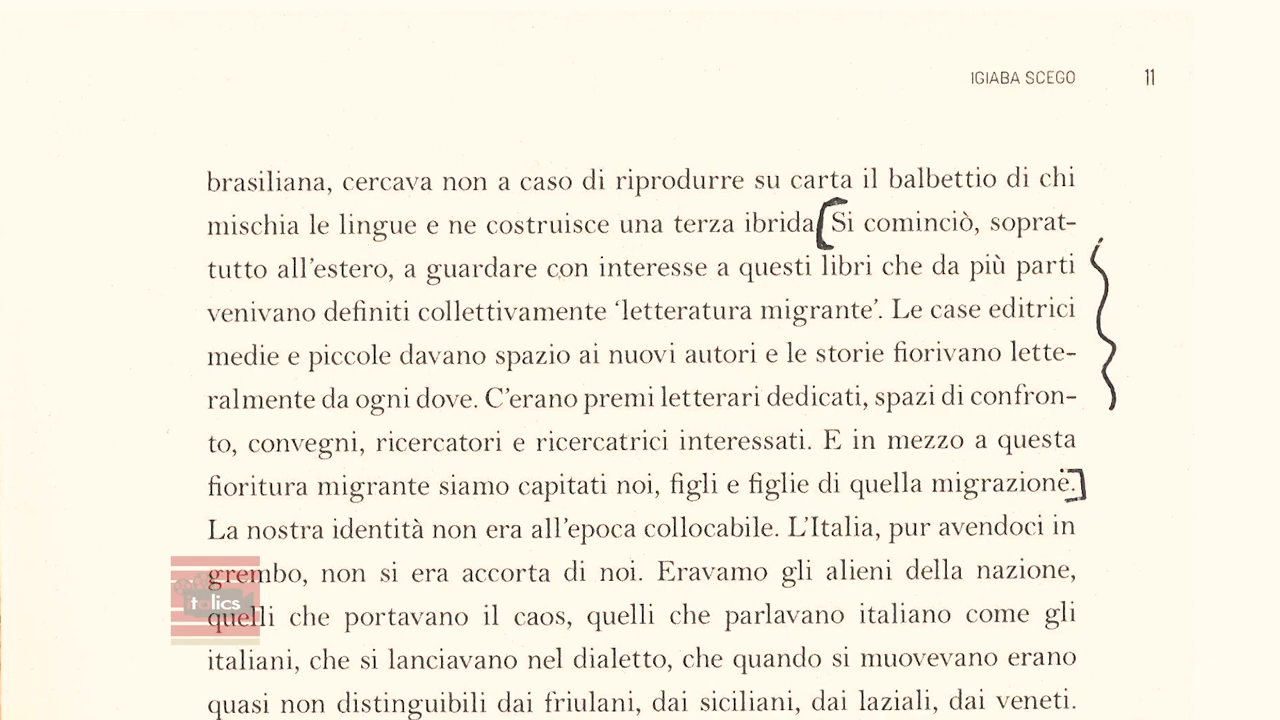 IGIABA SCEGO 11
brasiliana, cercava non a caso di riprodurre su carta il balbettio di chi
mischia le lingue e ne costruisce una terza ibrida. [Si cominciò, soprat-
tutto all'estero, a guardare con interesse a questi libri che da più parti
venivano definiti collettivamente 'letteratura migrante'. Le case editrici
medie e piccole davano spazio ai nuovi autori e le storie fiorivano lette-
ralmente da ogni dove. C'erano premi letterari dedicati, spazi di confron-
to, convegni, ricercatori e ricercatrici interessati. E in mezzo a questa
fioritura migrante siamo capitati noi, figli e figlie di quella migrazione.]
La nostra identità non era all'epoca collocabile. L'Italia, pur avendoci in
grembo, non si era accorta di noi. Eravamo gli alieni della nazione,
italics
quelli che portavano il caos, quelli che parlavano italiano come gli
italiani, che si lanciavano nel dialetto, che quando si muovevano erano
quasi non distinguibili dai friulani, dai siciliani, dai laziali, dai veneti.